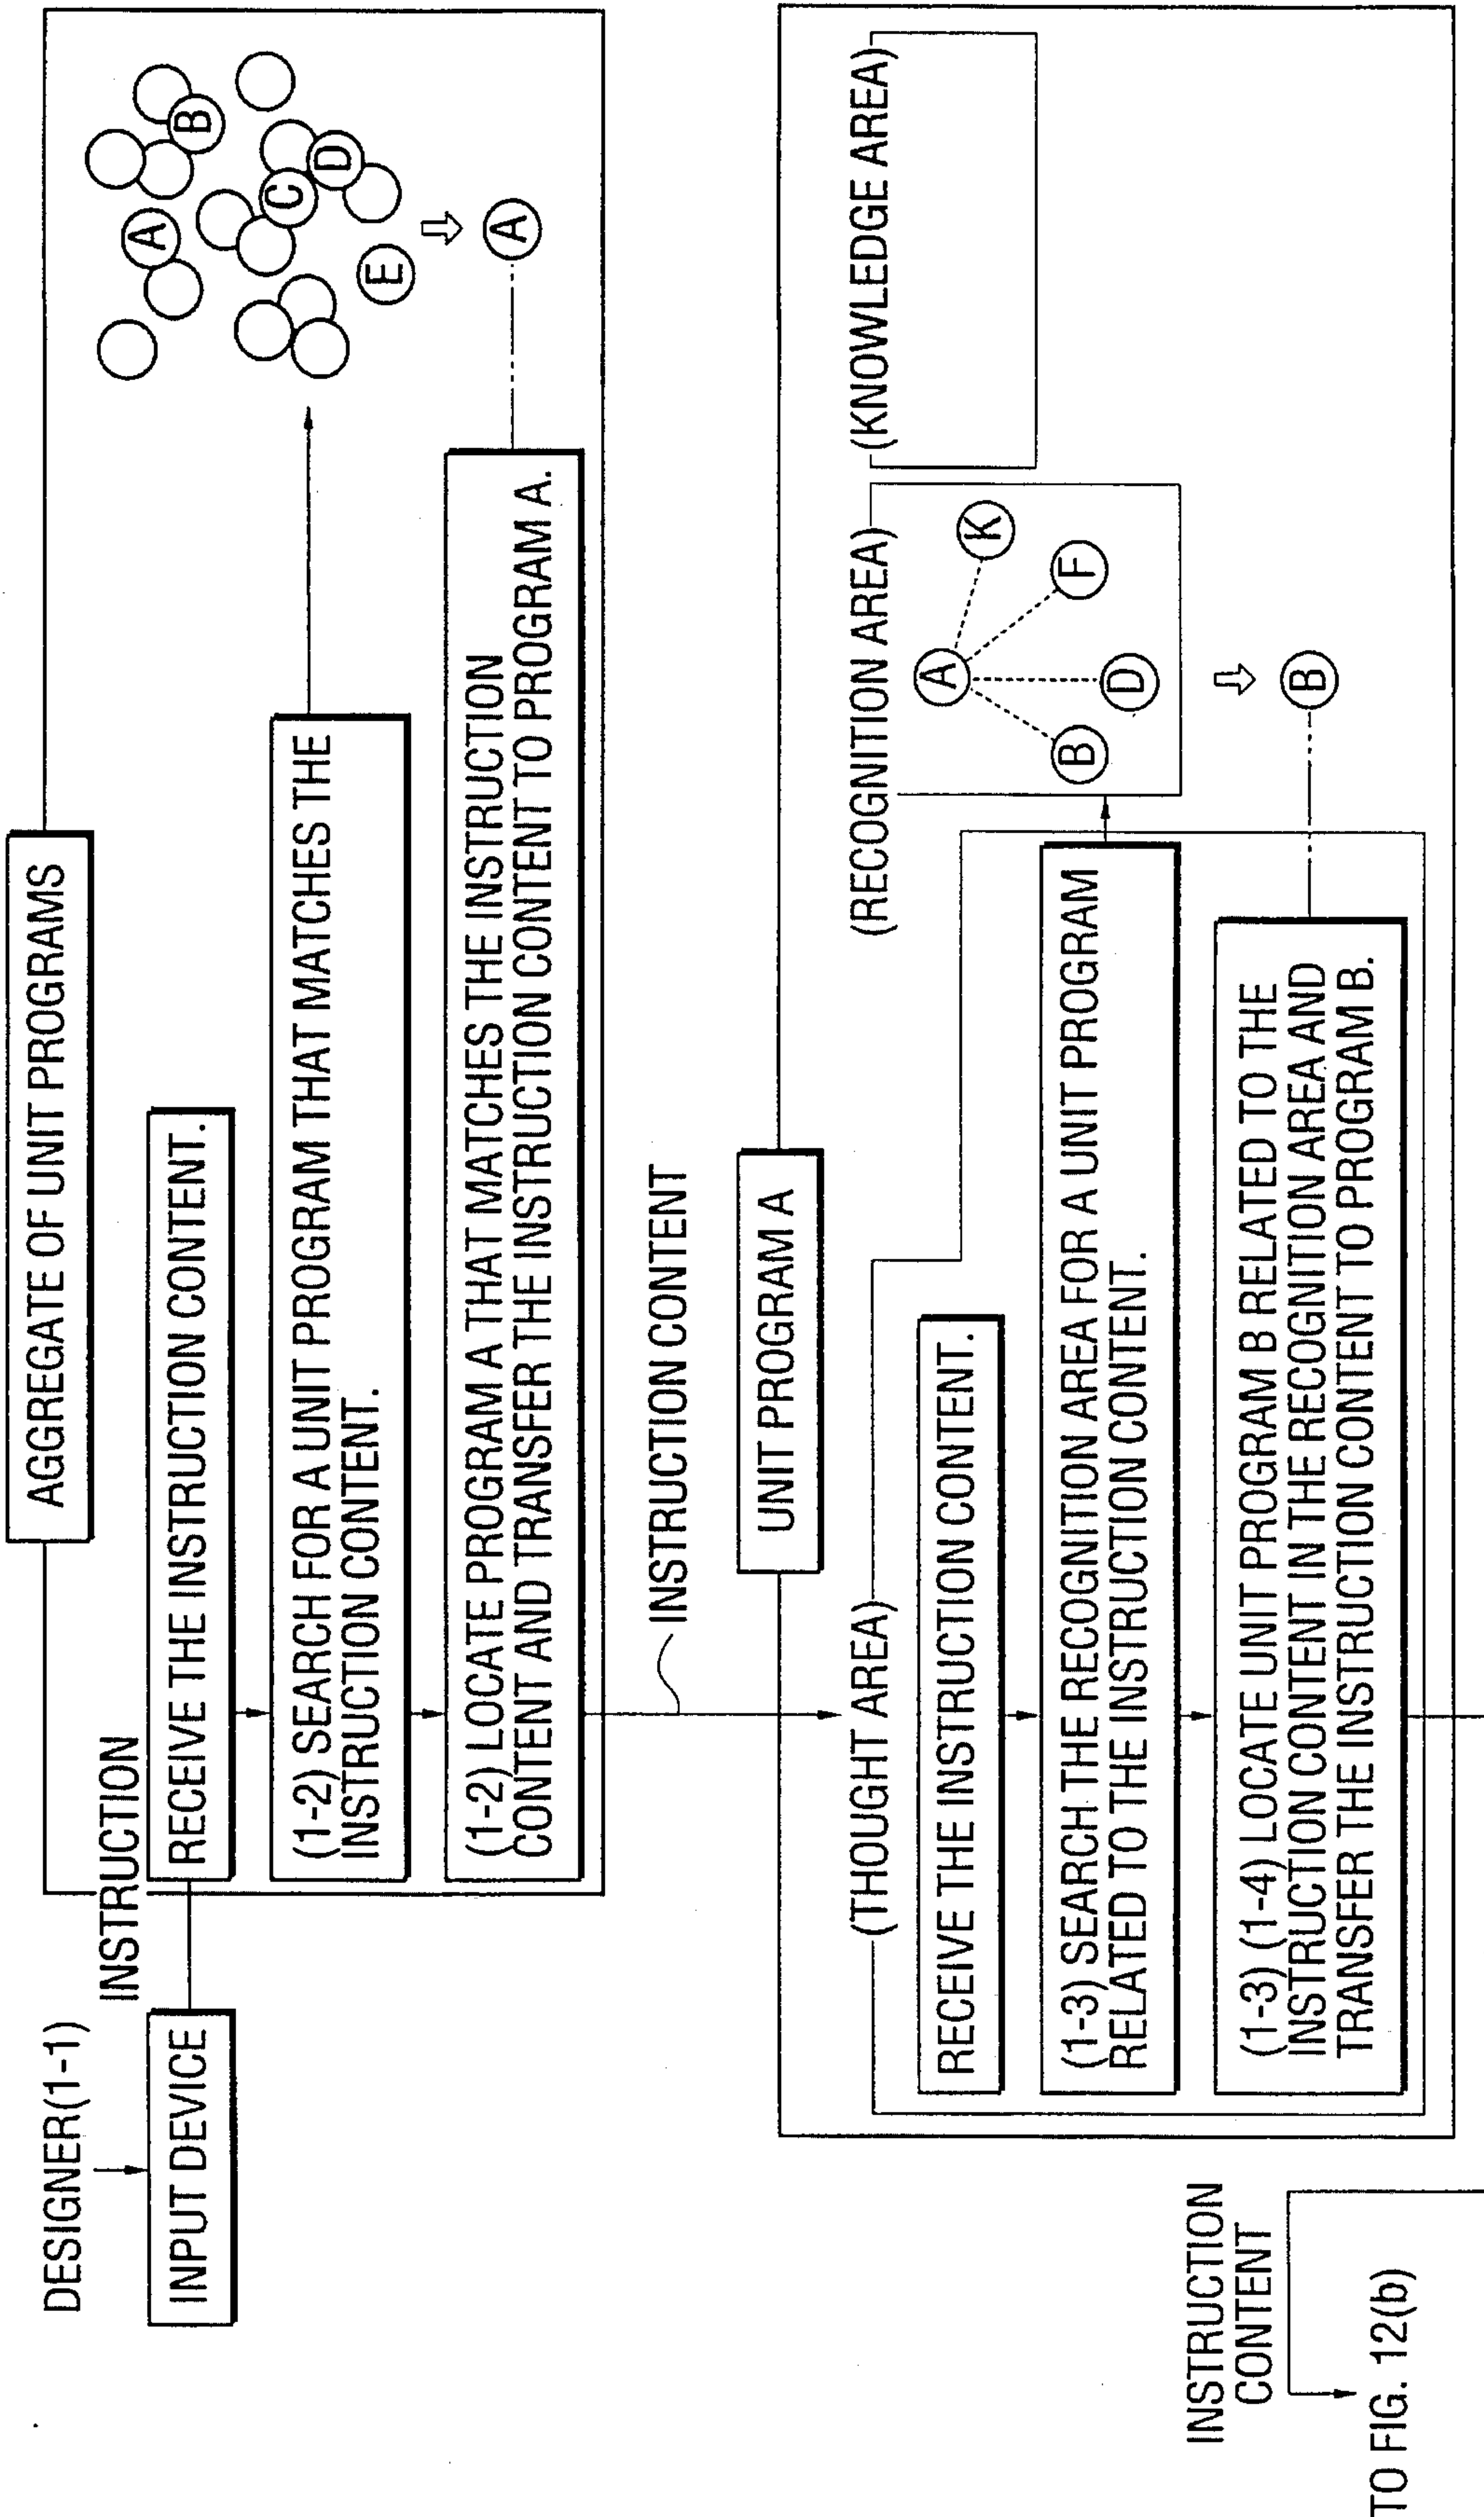 AGGREGATE OF UNIT PROGRAMS
DESIGNER(1-1)
INPUT DEVICE
INSTRUCTION
RECEIVE THE INSTRUCTION CONTENT.
(1-2) SEARCH FOR A UNIT PROGRAM THAT MATCHES THE
INSTRUCTION CONTENT.
(1-2) LOCATE PROGRAM A THAT MATCHES THE INSTRUCTION
CONTENT AND TRANSFER THE INSTRUCTION CONTENT TO PROGRAM A.
A
B
C
D
E
A
INSTRUCTION CONTENT
UNIT PROGRAM A
(THOUGHT AREA)
RECEIVE THE INSTRUCTION CONTENT.
(1-3) SEARCH THE RECOGNITION AREA FOR A UNIT PROGRAM
RELATED TO THE INSTRUCTION CONTENT.
(1-3) (1-4) LOCATE UNIT PROGRAM B RELATED TO THE
INSTRUCTION CONTENT IN THE RECOGNITION AREA AND
TRANSFER THE INSTRUCTION CONTENT TO PROGRAM B.
(RECOGNITION AREA)
A
K
F
D
B
B
(KNOWLEDGE AREA)
INSTRUCTION
CONTENT
TO FIG. 12(b)